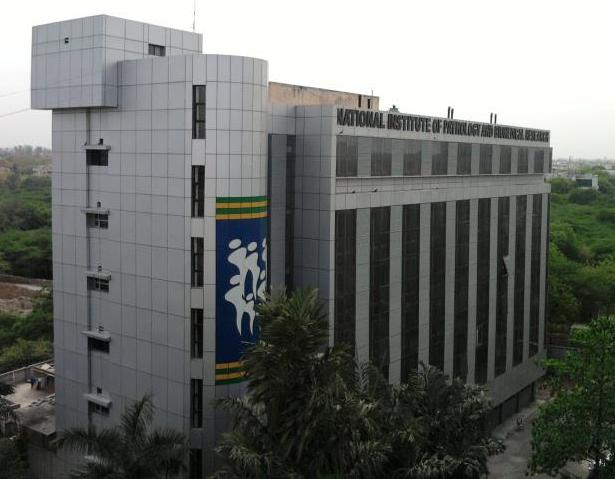 NATIONAL INSTITUTE OF PATHOLOGY AND BIOMEDICAL RESEARCH